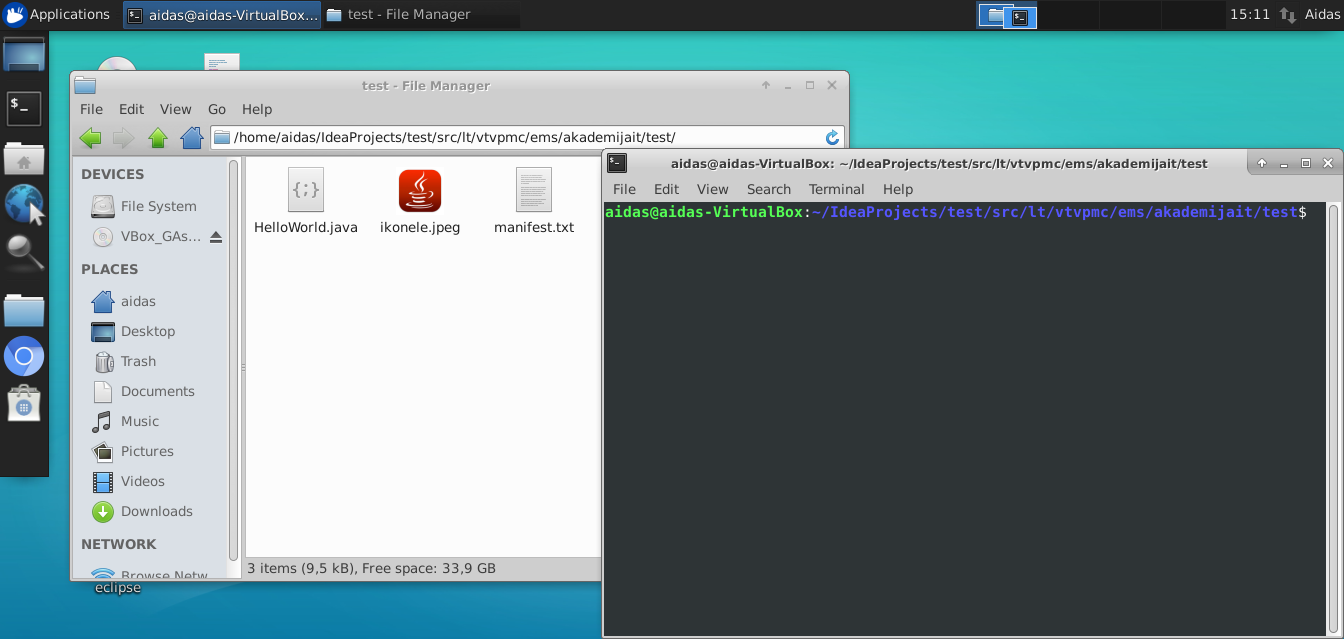 Applications
aidas@aidas-VirtualBox...
test - File Manager
15:11
Aidas
test - File Manager
File Edit View Go Help
/home/aidas/IdeaProjects/test/src/lt/vtvpmc/ems/akademijait/test/
DEVICES
File System
VBox_GAs...
PLACES
aidas
Desktop
Trash
Documents
Music
Pictures
Videos
Downloads
NETWORK
Browse Netw
HelloWorld.java
ikonele.jpeg
manifest.txt
3 items (9,5 kB), Free space: 33,9 GB
eclipse
$_
aidas@aidas-VirtualBox: ~/IdeaProjects/test/src/lt/vtvpmc/ems/akademijait/test
File Edit View Search Terminal Help
aidas@aidas-VirtualBox:~/IdeaProjects/test/src/lt/vtvpmc/ems/akademijait/test$